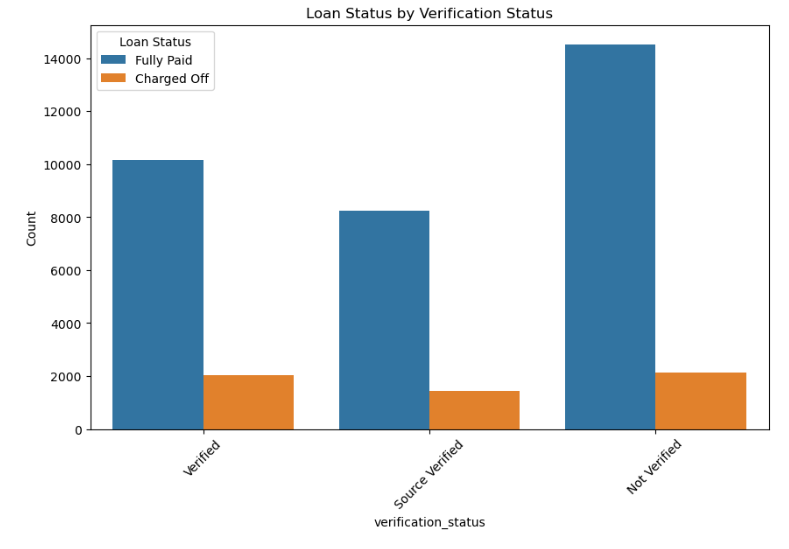 Loan Status by Verification Status
Loan Status
Fully Paid
Charged Off
14000
12000
10000
8000
6000
4000
2000
0
Count
Verified
Source Verified
Not Verified
verification_status